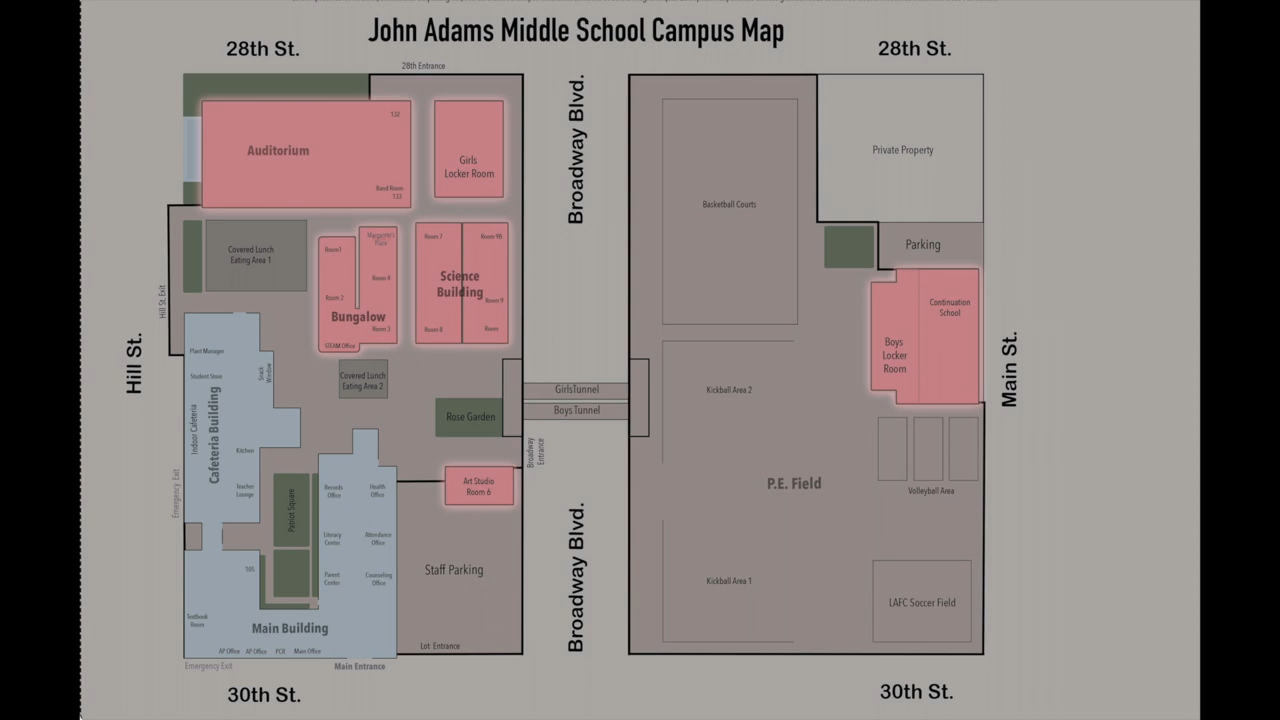 John Adams Middle School Campus Map
28th St.
28th St.
28th Entrance
Broadway Blvd.
132
Auditorium
Band Room
133
Girls
Locker Room
Basketball Courts
Private Property
Parking
Covered Lunch
Eating Area 1
Room1
Room 2
Room 4
Room 3
Bungalow
STEAM Office
Room 7
Room 9B
Science
Building
Room 9
Room 8
Room
Continuation
School
Boys
Locker
Room
Hill St. Exit
Hill St.
Main St.
Plant Manager
Student Store
Snack
Window
Indoor Cafeteria
Cafeteria Building
Kitchen
Teacher
Lounge
Emergency Exit
Covered Lunch
Eating Area 2
Rose Garden
GirlsTunnel
Boys Tunnel
Broadway
Entrance
Kickball Area 2
Art Studio
Room 6
Records
Office
Health
Office
Patriot Square
Literacy
Center
Attendance
Office
Parent
Center
Counseling
Office
105
Textbook
Room
Main Building
AP Office
AP Office
PCR
Main Office
Emergency Exit
Main Entrance
Staff Parking
Lot Entrance
Broadway Blvd.
P.E. Field
Volleyball Area
Kickball Area 1
LAFC Soccer Field
30th St.
30th St.